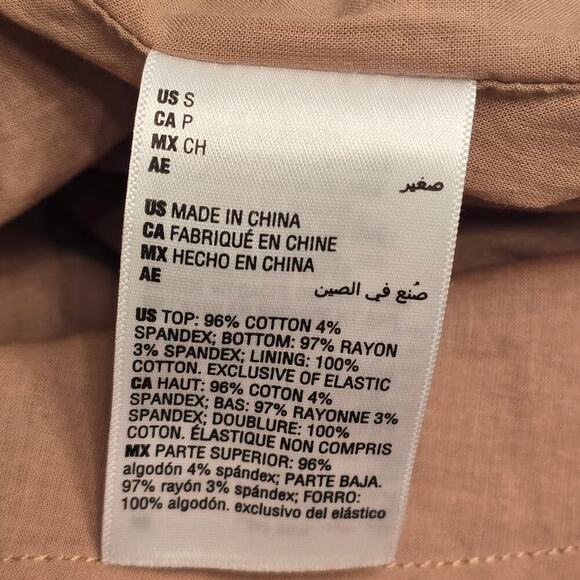 US S
CA P
MX CH
AE صغير
US MADE IN CHINA
CA FABRIQUÉ EN CHINE
MX HECHO EN CHINA
AE صُنع في الصين
US TOP: 96% COTTON 4%
SPANDEX; BOTTOM: 97% RAYON
3% SPANDEX; LINING: 100%
COTTON. EXCLUSIVE OF ELASTIC
CA HAUT: 96% COTON 4%
SPANDEX; BAS: 97% RAYONNE 3%
SPANDEX; DOUBLURE: 100%
COTON. ÉLASTIQUE NON COMPRIS
MX PARTE SUPERIOR: 96%
algodón 4% spándex; PARTE BAJA.
97% rayón 3% spándex; FORRO:
100% algodón. exclusivo del elástico